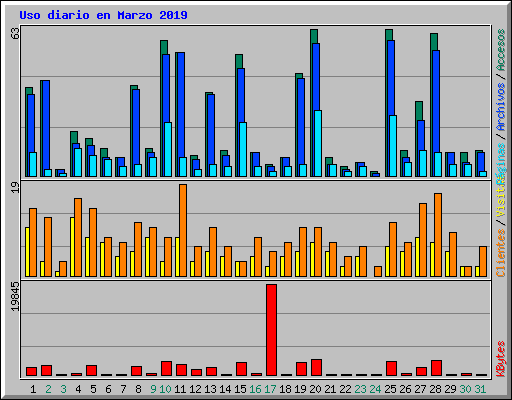 Uso diario en Marzo 2019
63
19
19845
Accesos
/
Archivos
/
Páginas
Visitas
/
Clientes
KBytes
1 2 3 4 5 6 7 8 9 10 11 12 13 14 15 16 17 18 19 20 21 22 23 24 25 26 27 28 29 30 31